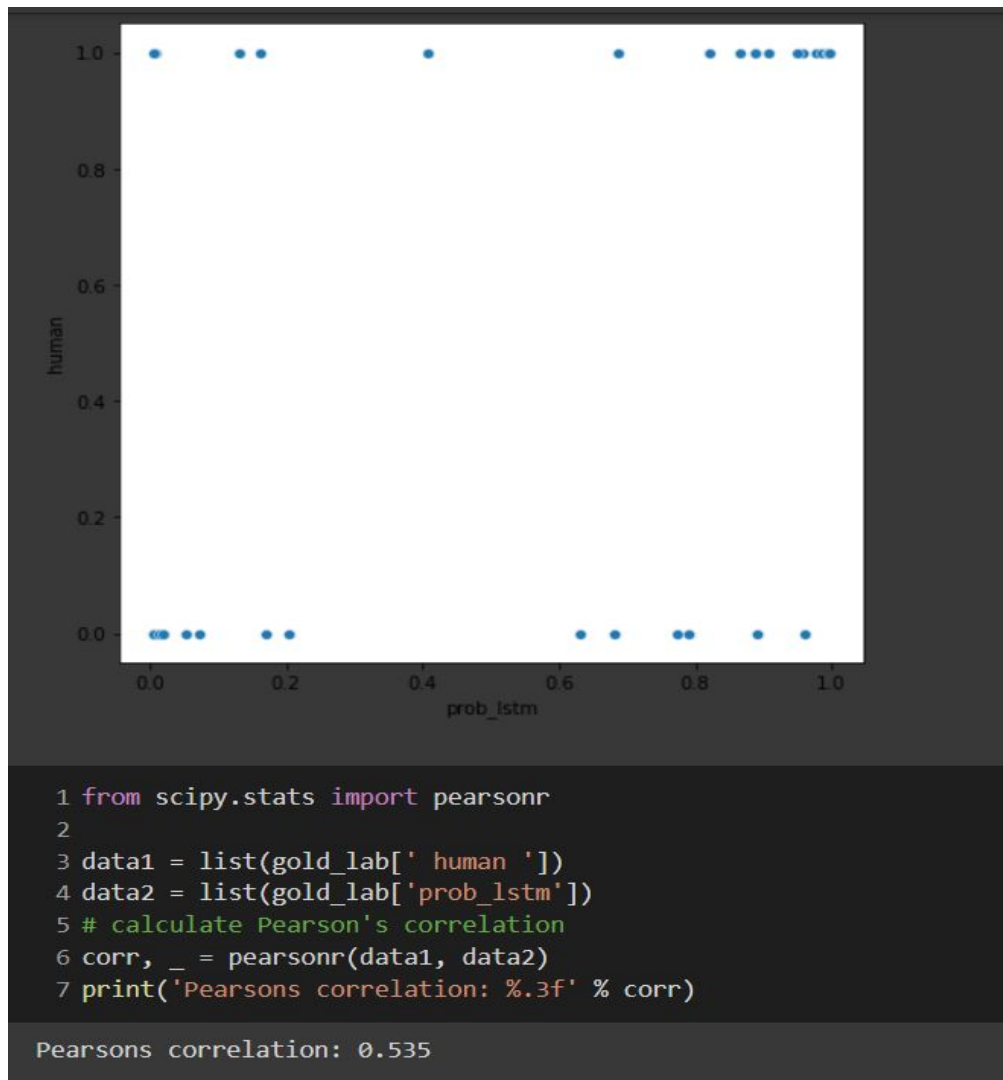 1.0
0.8
0.6
human
0.4
0.2
0.0
0.0 0.2 0.4 0.6 0.8 1.0
prob_lstm
1 from scipy.stats import pearsonr
2
3 data1 = list(gold_lab[' human '])
4 data2 = list(gold_lab['prob_lstm'])
5 # calculate Pearson's correlation
6 corr, _ = pearsonr(data1, data2)
7 print('Pearsons correlation: %.3f' % corr)
Pearsons correlation: 0.535